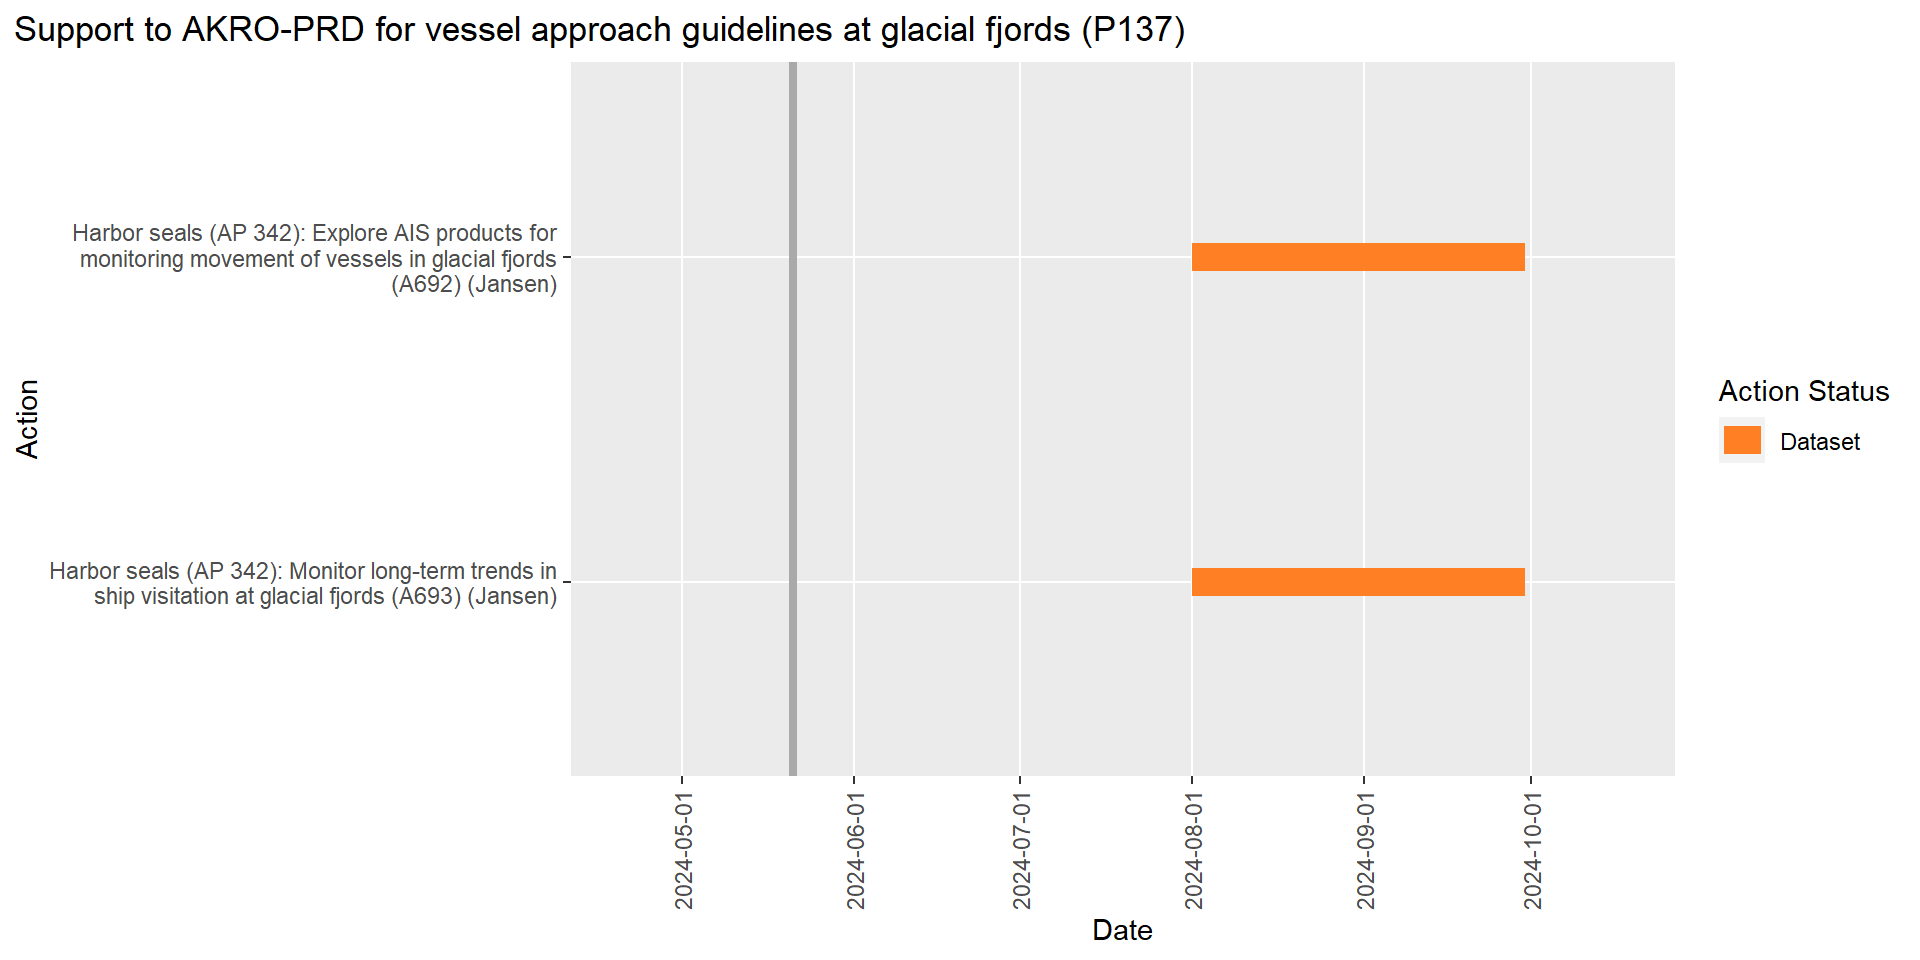 Support to AKRO-PRD for vessel approach guidelines at glacial fjords (P137)
Action
Harbor seals (AP 342): Explore AIS products for
monitoring movement of vessels in glacial fjords
(A692) (Jansen)
Harbor seals (AP 342): Monitor long-term trends in
ship visitation at glacial fjords (A693) (Jansen)
2024-05-01
2024-06-01
2024-07-01
2024-08-01
2024-09-01
2024-10-01
Date
Action Status
Dataset